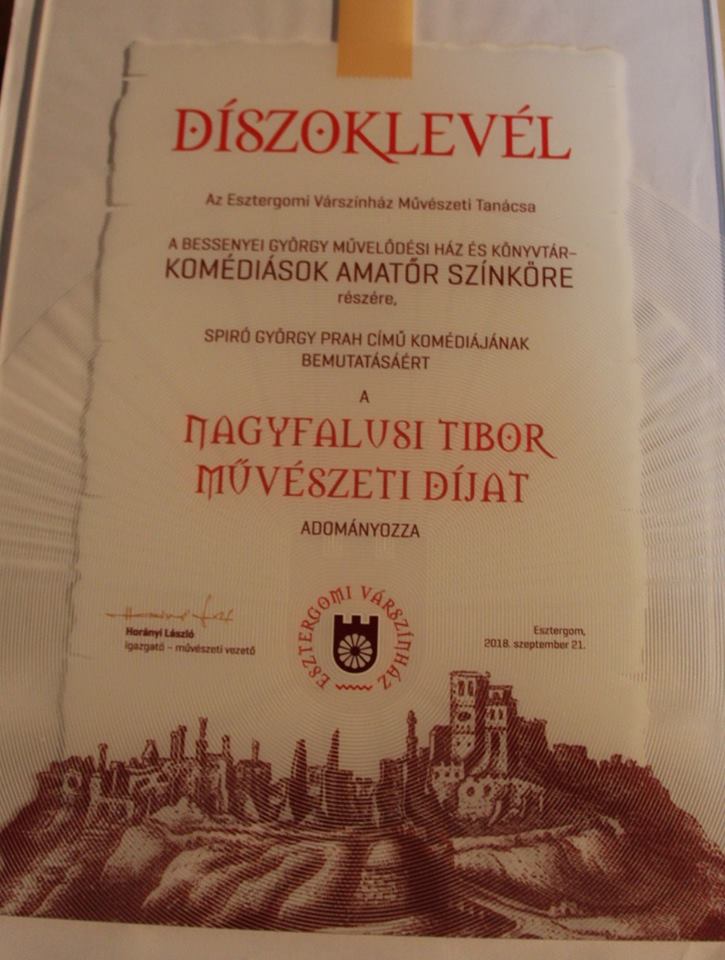 DÍSZOKLEVÉL
Az Esztergomi Várszínház Művészeti Tanácsa
A BESSENYEI GYÖRGY MŰVELŐDÉSI HÁZ ÉS KÖNYVTÁR–
KOMÉDIÁSOK AMATŐR SZÍNKÖRE
részére,
SPIRÓ GYÖRGY PRAH CÍMŰ KOMÉDIÁJÁNAK
BEMUTATÁSÁÉRT
A
NAGYFALUSI TIBOR
MŰVÉSZETI DÍJAT
ADOMÁNYOZZA
Horányi László
igazgató – művészeti vezető
ESZTERGOMI VÁRSZÍNHÁZ
Esztergom,
2018. szeptember 21.